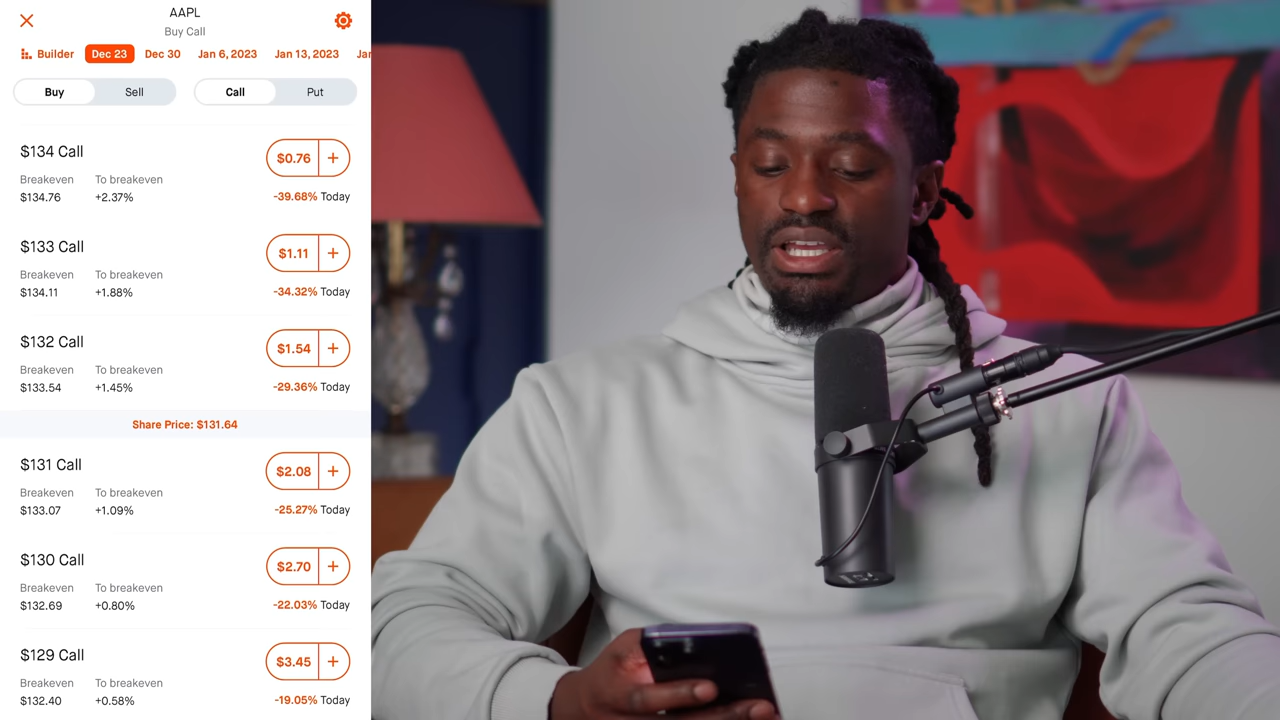 AAPL
Buy Call
Builder Dec 23 Dec 30 Jan 6, 2023 Jan 13, 2023 Jar
Buy Sell Call Put
$134 Call $0.76 +
Breakeven To breakeven
$134.76 +2.37% -39.68% Today
$133 Call $1.11 +
Breakeven To breakeven
$134.11 +1.88% -34.32% Today
$132 Call $1.54 +
Breakeven To breakeven
$133.54 +1.45% -29.36% Today
Share Price: $131.64
$131 Call $2.08 +
Breakeven To breakeven
$133.07 +1.09% -25.27% Today
$130 Call $2.70 +
Breakeven To breakeven
$132.69 +0.80% -22.03% Today
$129 Call $3.45 +
Breakeven To breakeven
$132.40 +0.58% -19.05% Today